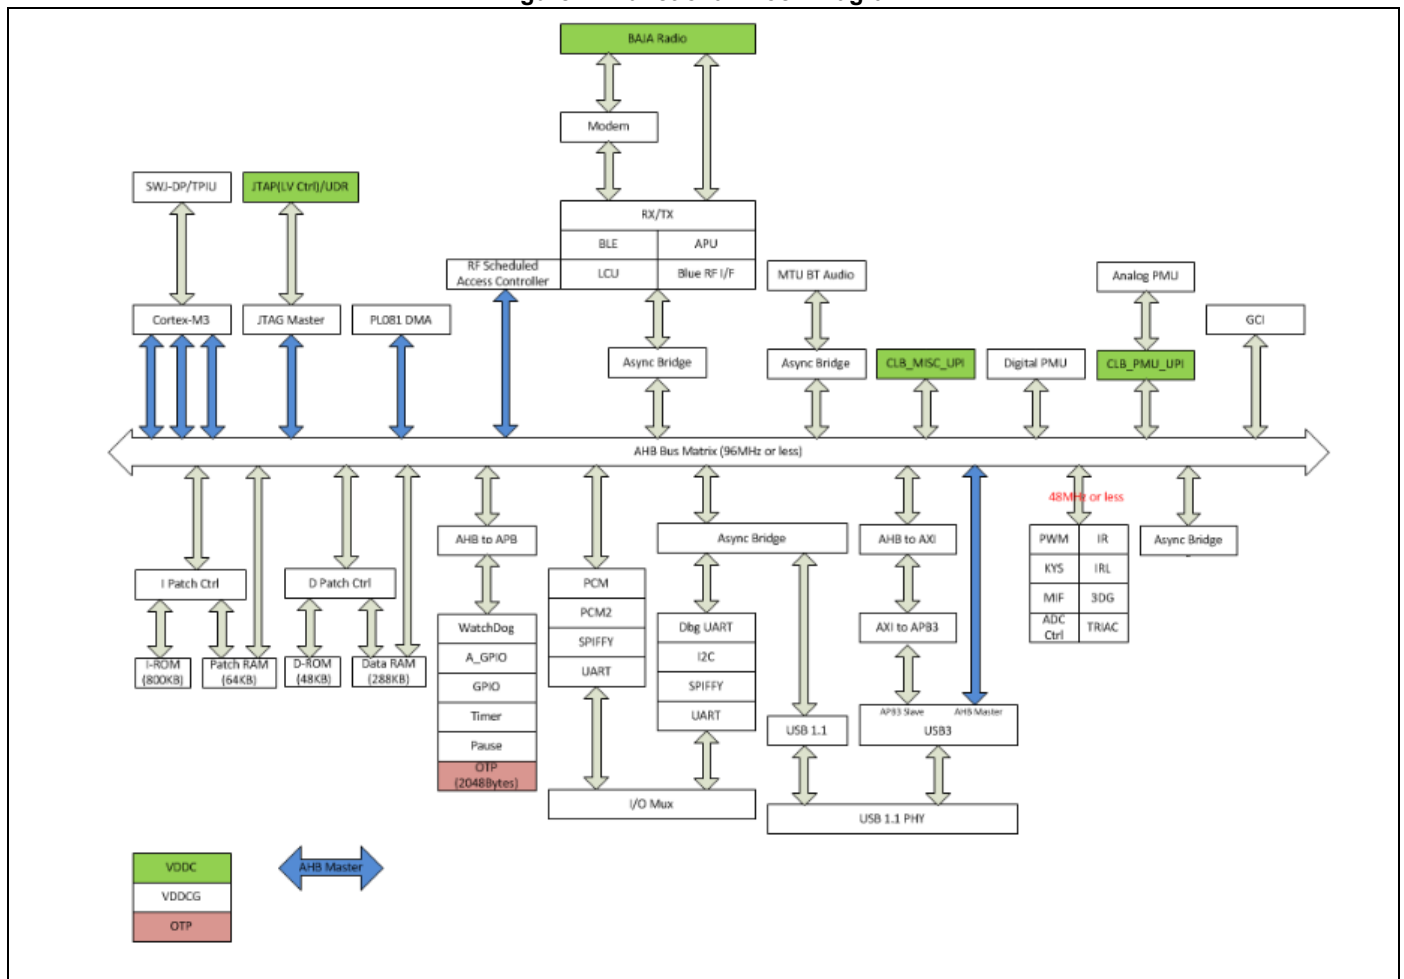 BAJA Radio
Modem
SWJ-DP/TPIU
JTAP(LV Ctrl)/UDR
RX/TX
BLE
APU
RF Scheduled
Access Controller
LCU
Blue RF I/F
MTU BT Audio
Analog PMU
Cortex-M3
JTAG Master
PL081 DMA
GCI
Async Bridge
Async Bridge
CLB_MISC_UPI
Digital PMU
CLB_PMU_UPI
AHB Bus Matrix (96MHz or less)
48MHz or less
AHB to APB
Async Bridge
AHB to AXI
PWM
IR
Async Bridge
I Patch Ctrl
D Patch Ctrl
PCM
KYS
IRL
PCM2
MIF
3DG
WatchDog
Dbg UART
AXI to APB3
ADC
Ctrl
TRIAC
SPIFFY
I-ROM
(800KB)
Patch RAM
(64KB)
D-ROM
(48KB)
Data RAM
(288KB)
A_GPIO
I2C
UART
GPIO
SPIFFY
Timer
UART
APB3 Slave
AHB Master
USB 1.1
USB3
Pause
OTP
(2048Bytes)
I/O Mux
USB 1.1 PHY
VDDC
AHB Master
VDDCG
OTP